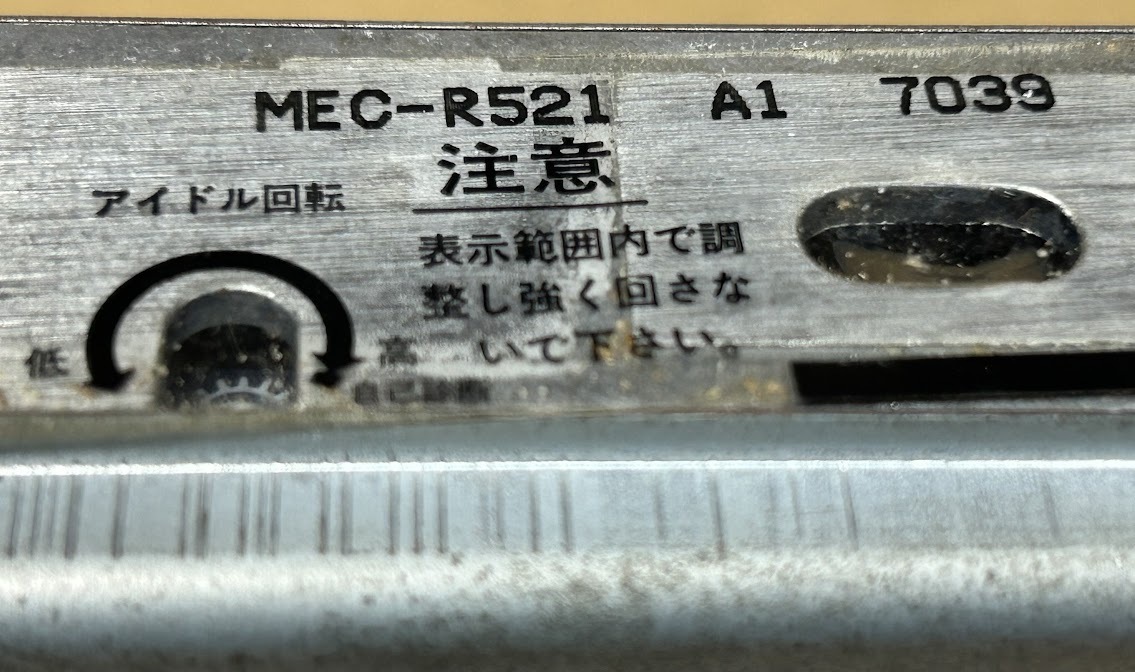 MEC-R521 A1 7039
注意
アイドル回転
表示範囲内で調
整し強く回さな
いで下さい。
低 高